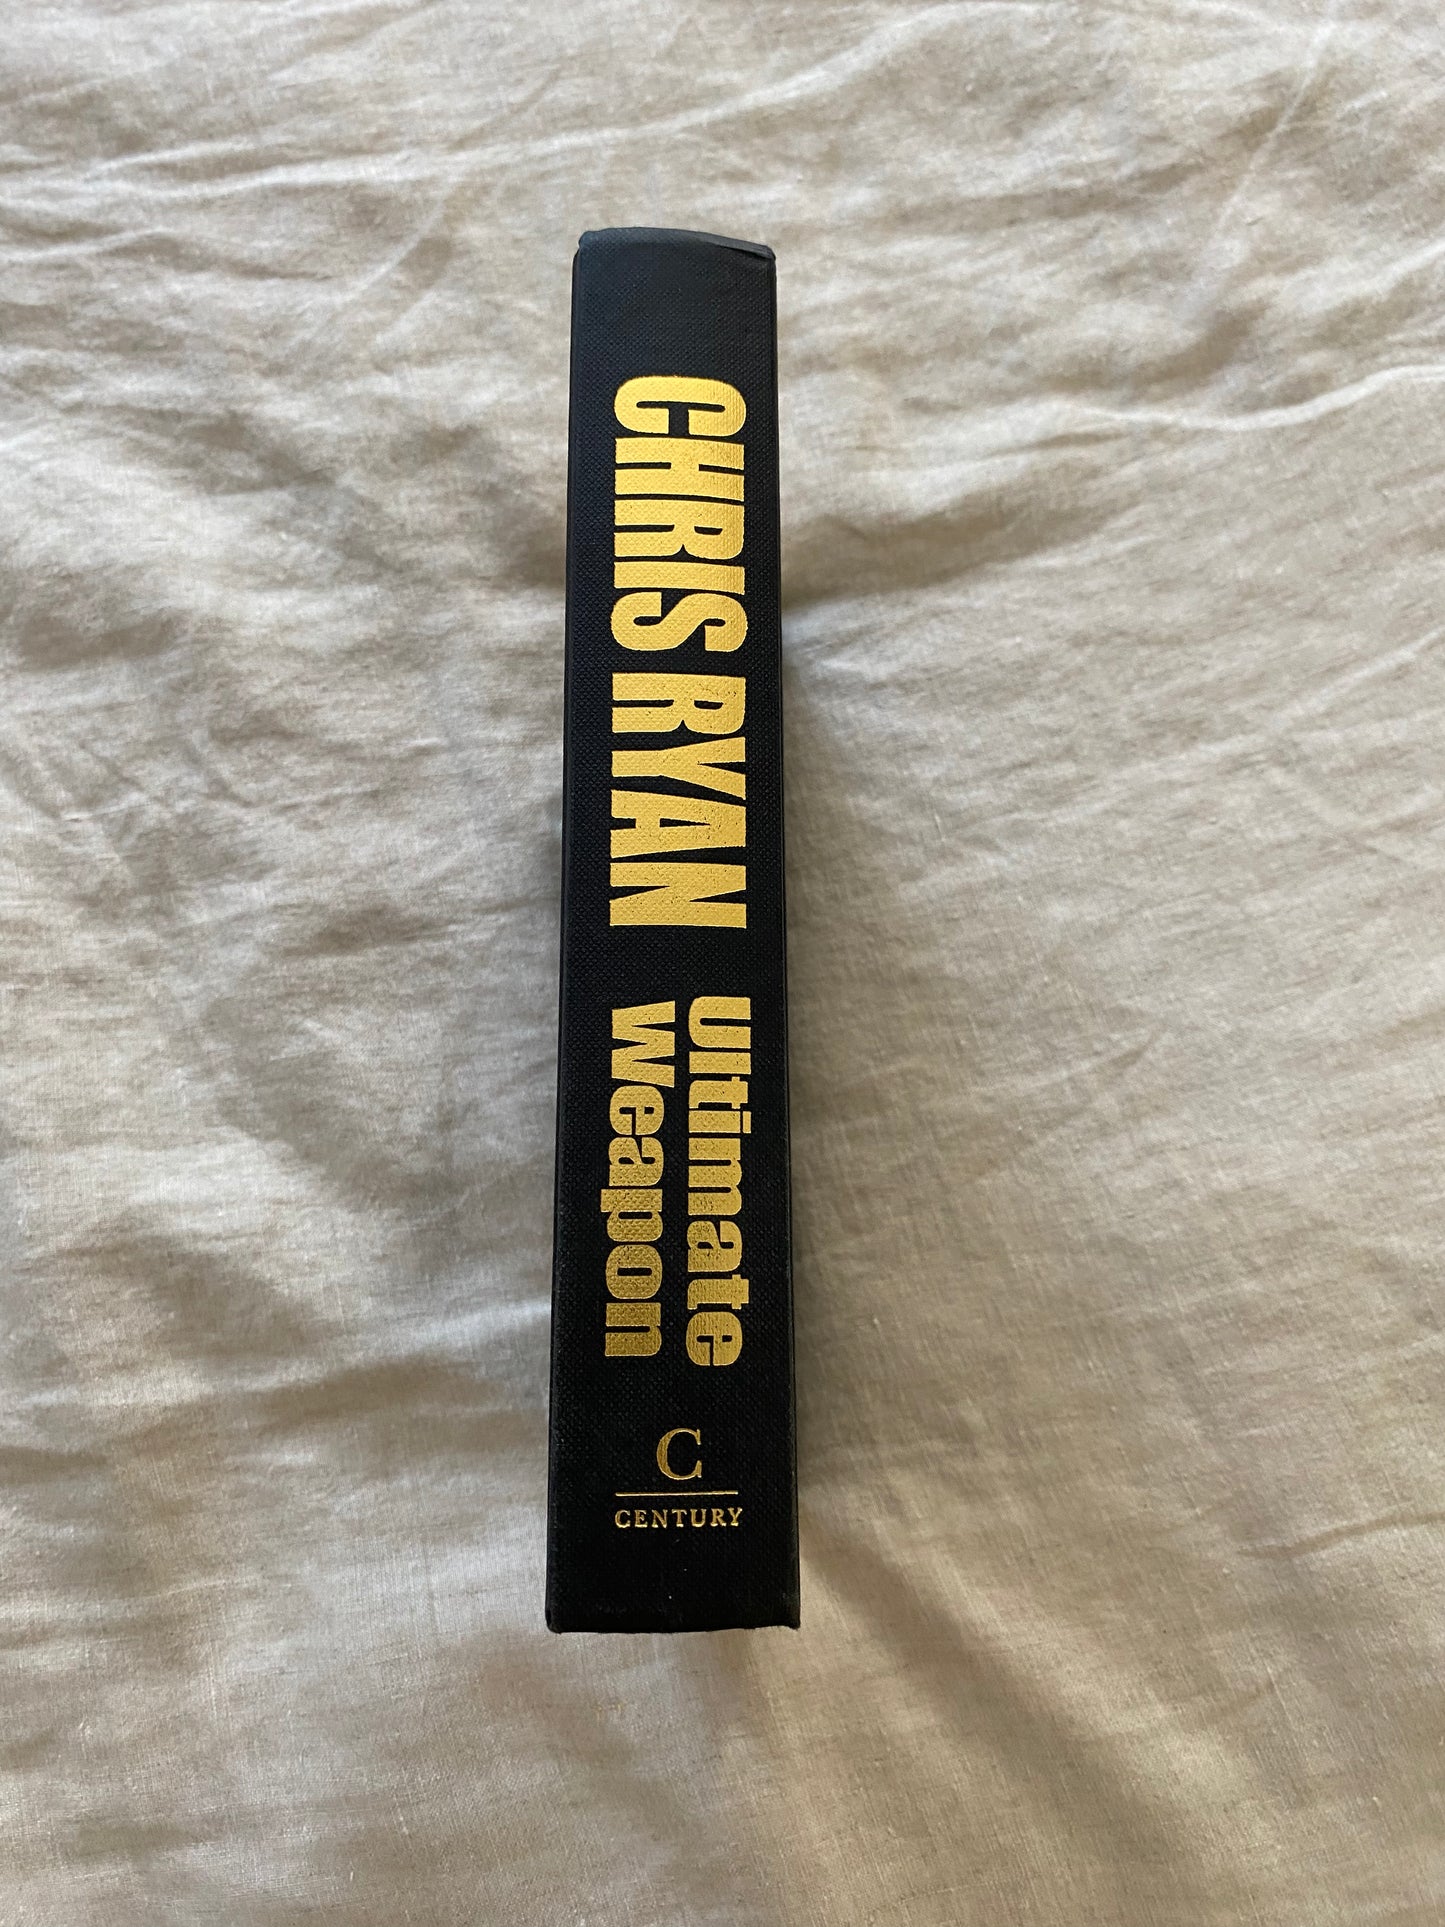 CHRIS RYAN
Ultimate
Weapon
C
CENTURY